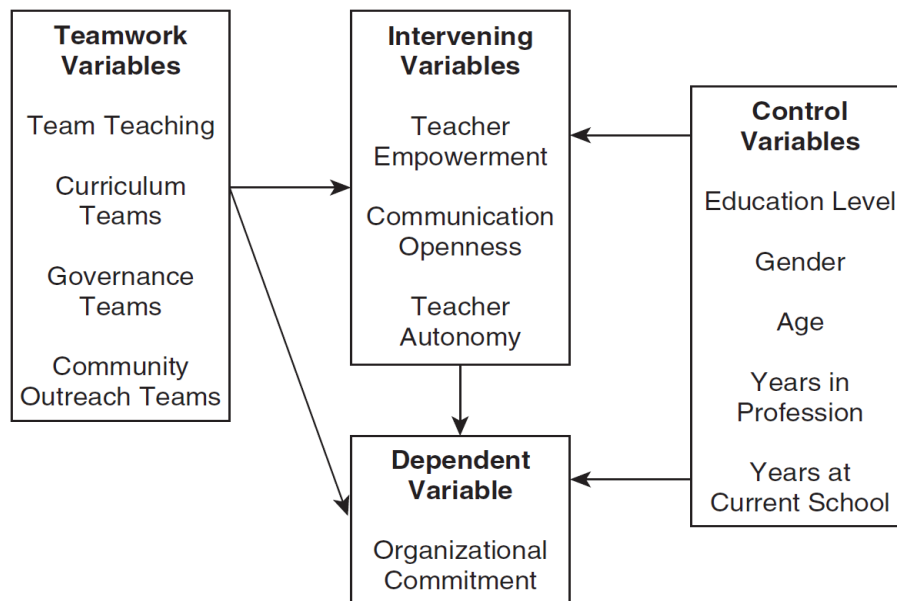 Teamwork
Variables
Team Teaching
Curriculum
Teams
Governance
Teams
Community
Outreach Teams
Intervening
Variables
Teacher
Empowerment
Communication
Openness
Teacher
Autonomy
Dependent
Variable
Organizational
Commitment
Control
Variables
Education Level
Gender
Age
Years in
Profession
Years at
Current School